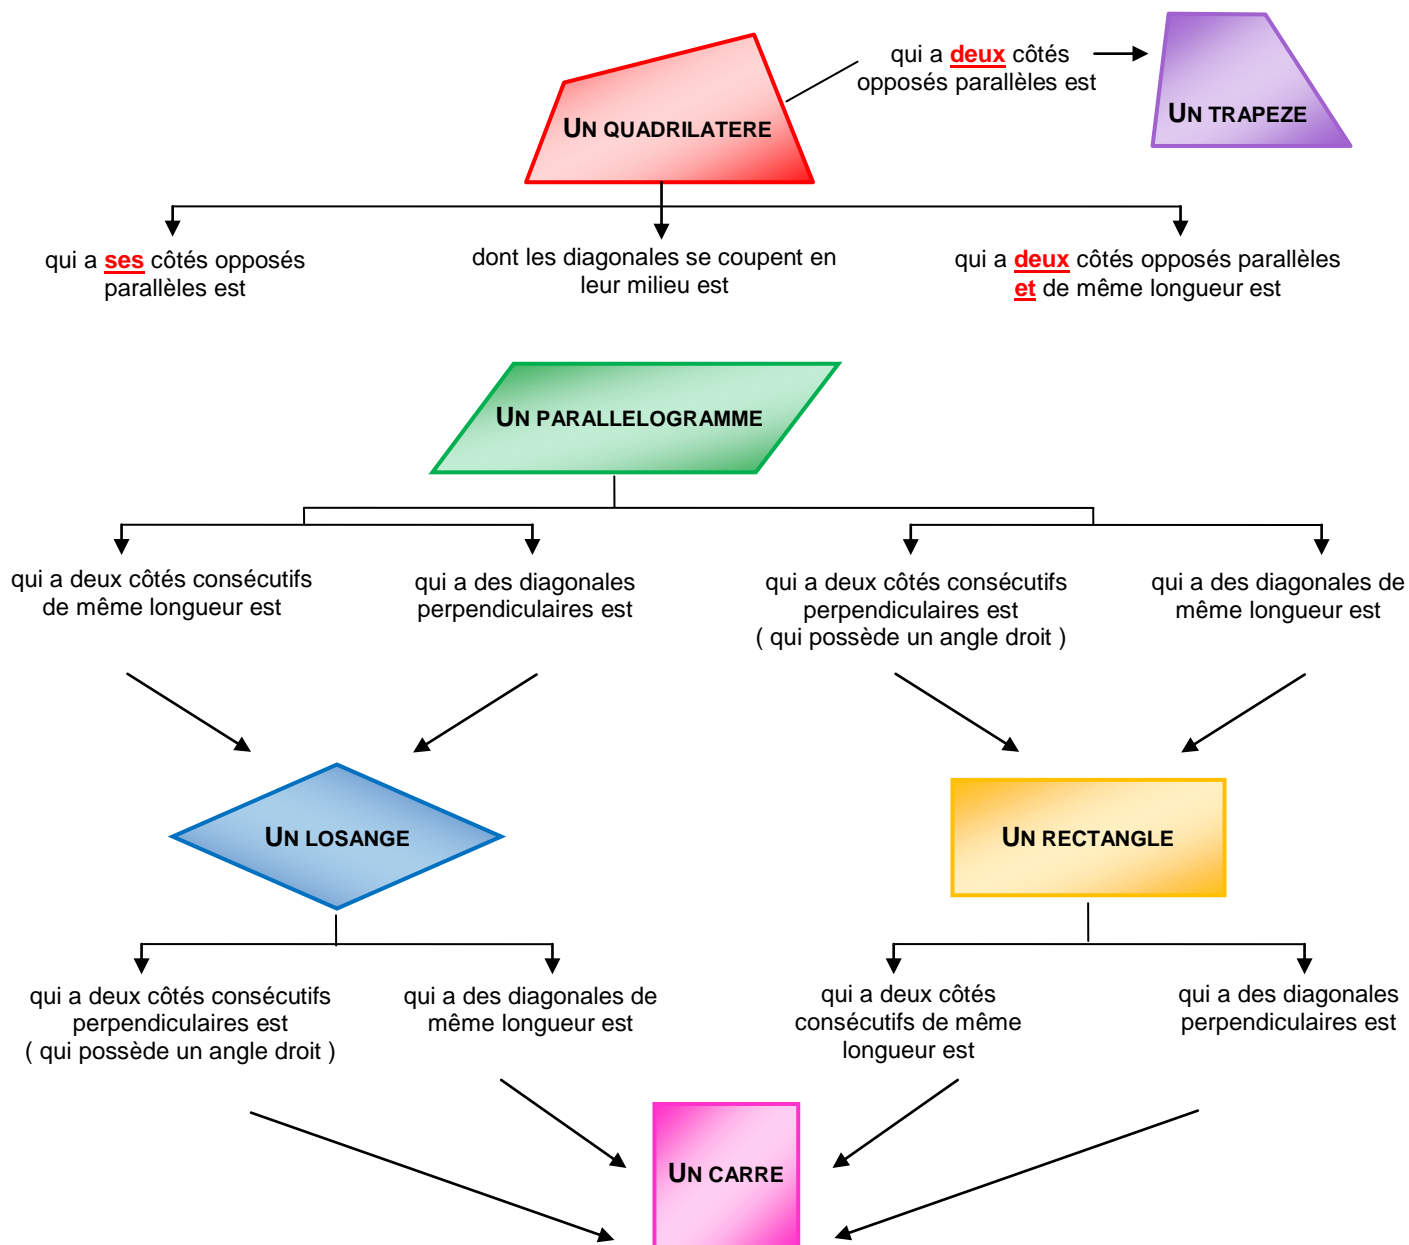 qui a deux côtés
opposés parallèles est
UN TRAPEZE
UN QUADRILATERE
qui a ses côtés opposés
parallèles est
dont les diagonales se coupent en
leur milieu est
qui a deux côtés opposés parallèles
et de même longueur est
UN PARALLELOGRAMME
qui a deux côtés consécutifs
de même longueur est
qui a des diagonales
perpendiculaires est
qui a deux côtés consécutifs
perpendiculaires est
( qui possède un angle droit )
qui a des diagonales de
même longueur est
UN LOSANGE
UN RECTANGLE
qui a deux côtés consécutifs
perpendiculaires est
( qui possède un angle droit )
qui a des diagonales de
même longueur est
qui a deux côtés
consécutifs de même
longueur est
qui a des diagonales
perpendiculaires est
UN CARRE